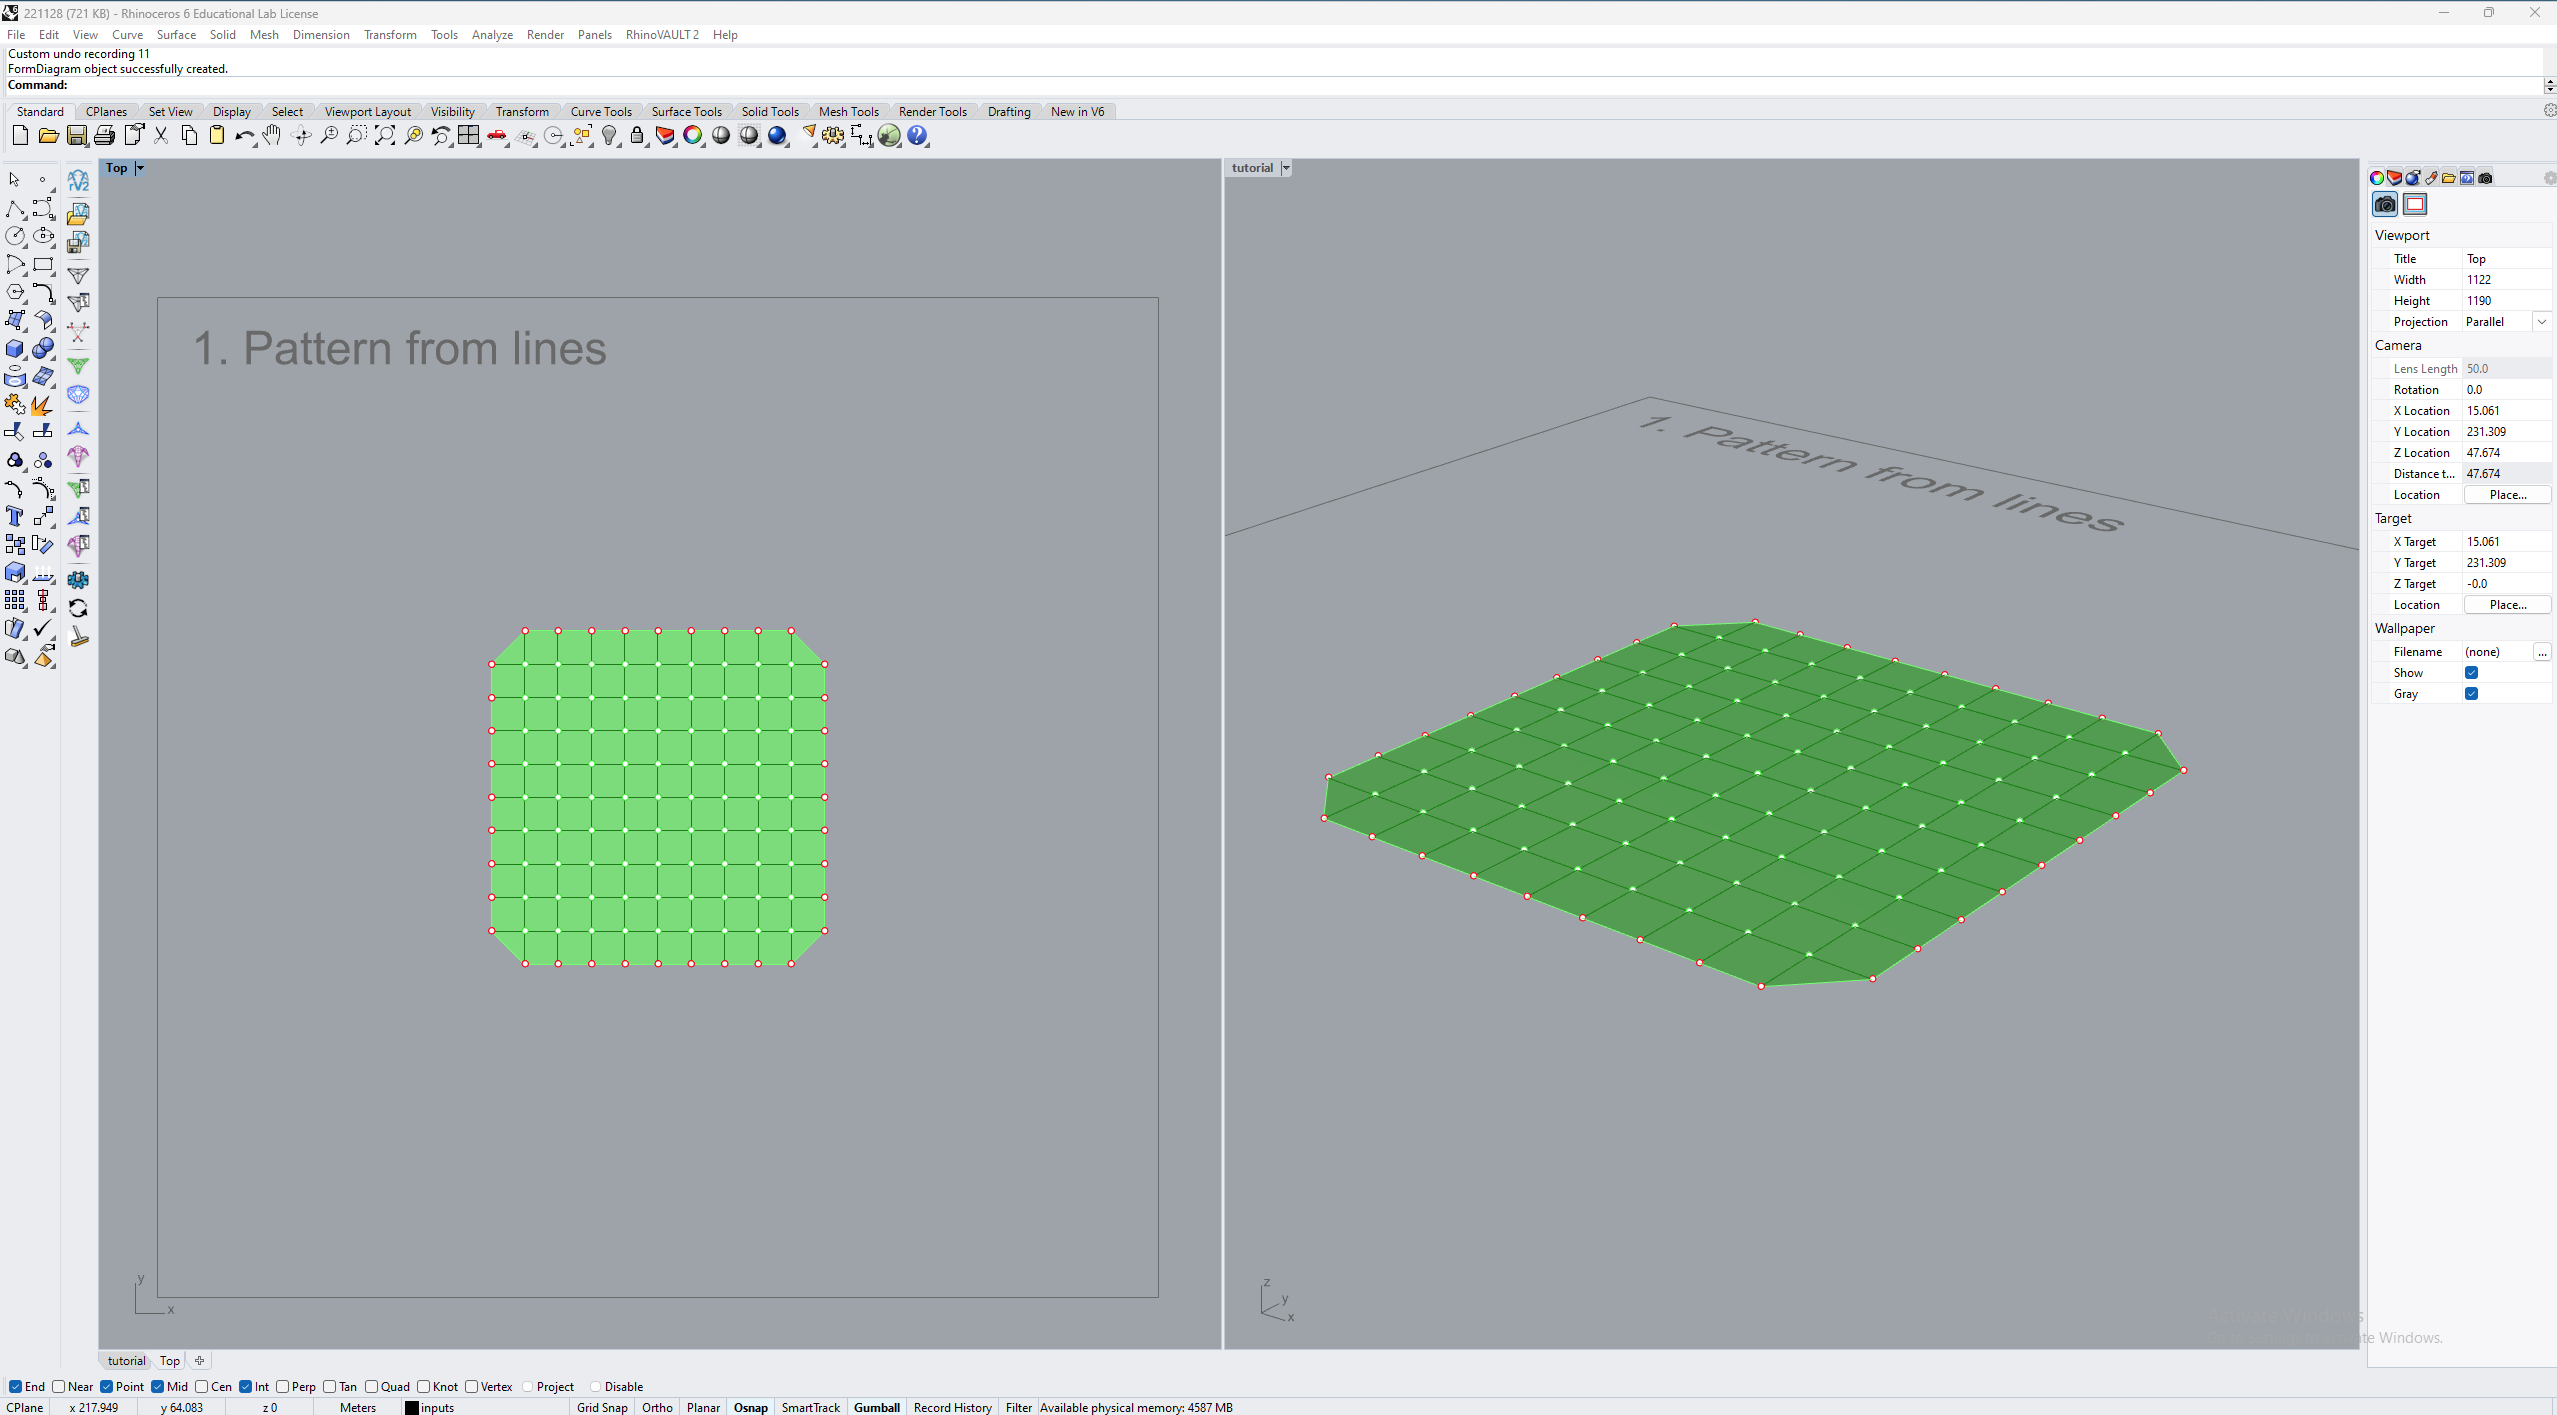 221128 (721 KB) - Rhinoceros 6 Educational Lab License
File Edit View Curve Surface Solid Mesh Dimension Transform Tools Analyze Render Panels RhinoVAULT2 Help
Custom undo recording 11
FormDiagram object successfully created.
Command:
Standard CPlanes Set View Display Select Viewport Layout Visibility Transform Curve Tools Surface Tools Solid Tools Mesh Tools Render Tools Drafting New in V6
Top
1. Pattern from lines
y
x
tutorial
1. Pattern from lines
z
y
x
Viewport
Title Top
Width 1122
Height 1190
Projection Parallel
Camera
Lens Length 50.0
Rotation 0.0
X Location 15.061
Y Location 231.309
Z Location 47.674
Distance t... 47.674
Location Place...
Target
X Target 15.061
Y Target 231.309
Z Target -0.0
Location Place...
Wallpaper
Filename (none) ...
Show
Gray
Activate Windows
te Windows.
tutorial Top
End Near Point Mid Cen Int Perp Tan Quad Knot Vertex Project Disable
CPlane x 217.949 y 64.083 z 0 Meters inputs Grid Snap Ortho Planar Osnap SmartTrack Gumball Record History Filter Available physical memory: 4587 MB